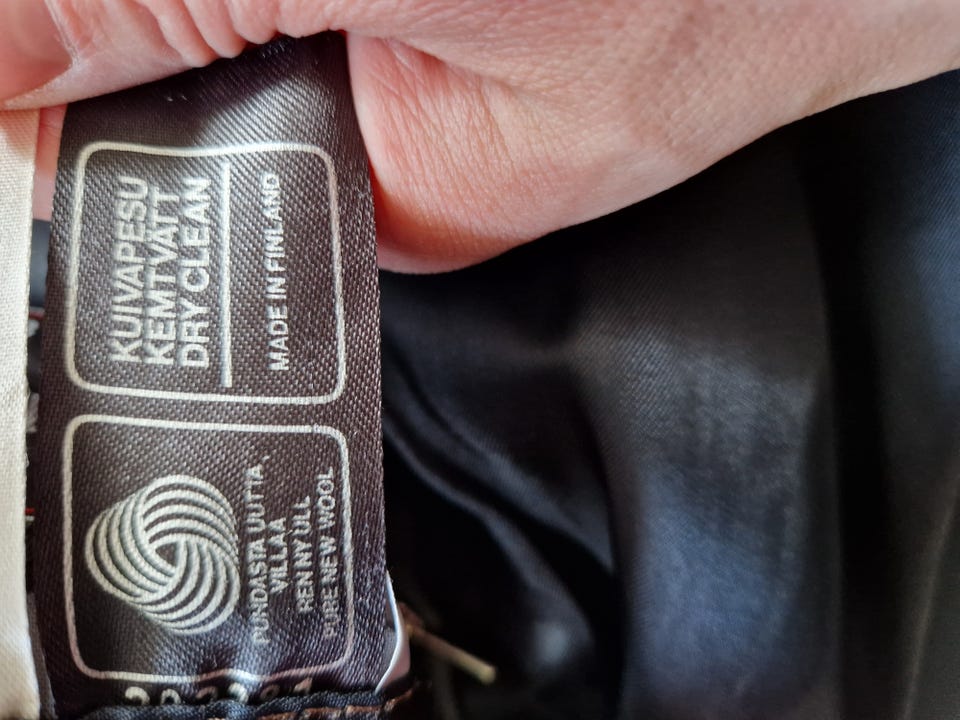 PUHDASTA UUTTA
VILLAA
REN NY ULL
PURE NEW WOOL
KUIVAPESU
KEMTVÄTT
DRY CLEAN
MADE IN FINLAND